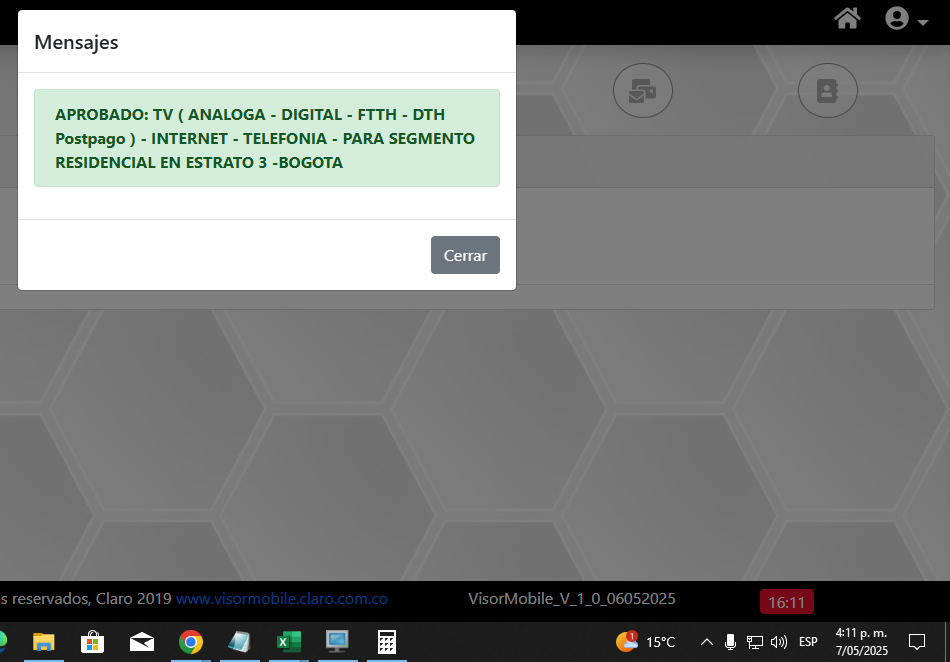 Mensajes
APROBADO: TV ( ANALOGA - DIGITAL - FTTH - DTH
Postpago ) - INTERNET - TELEFONIA - PARA SEGMENTO
RESIDENCIAL EN ESTRATO 3 -BOGOTA
Cerrar
s reservados, Claro 2019 www.visormobile.claro.com.co
VisorMobile_V_1_0_06052025
16:11
1
15°C
ESP
4:11 p. m.
7/05/2025